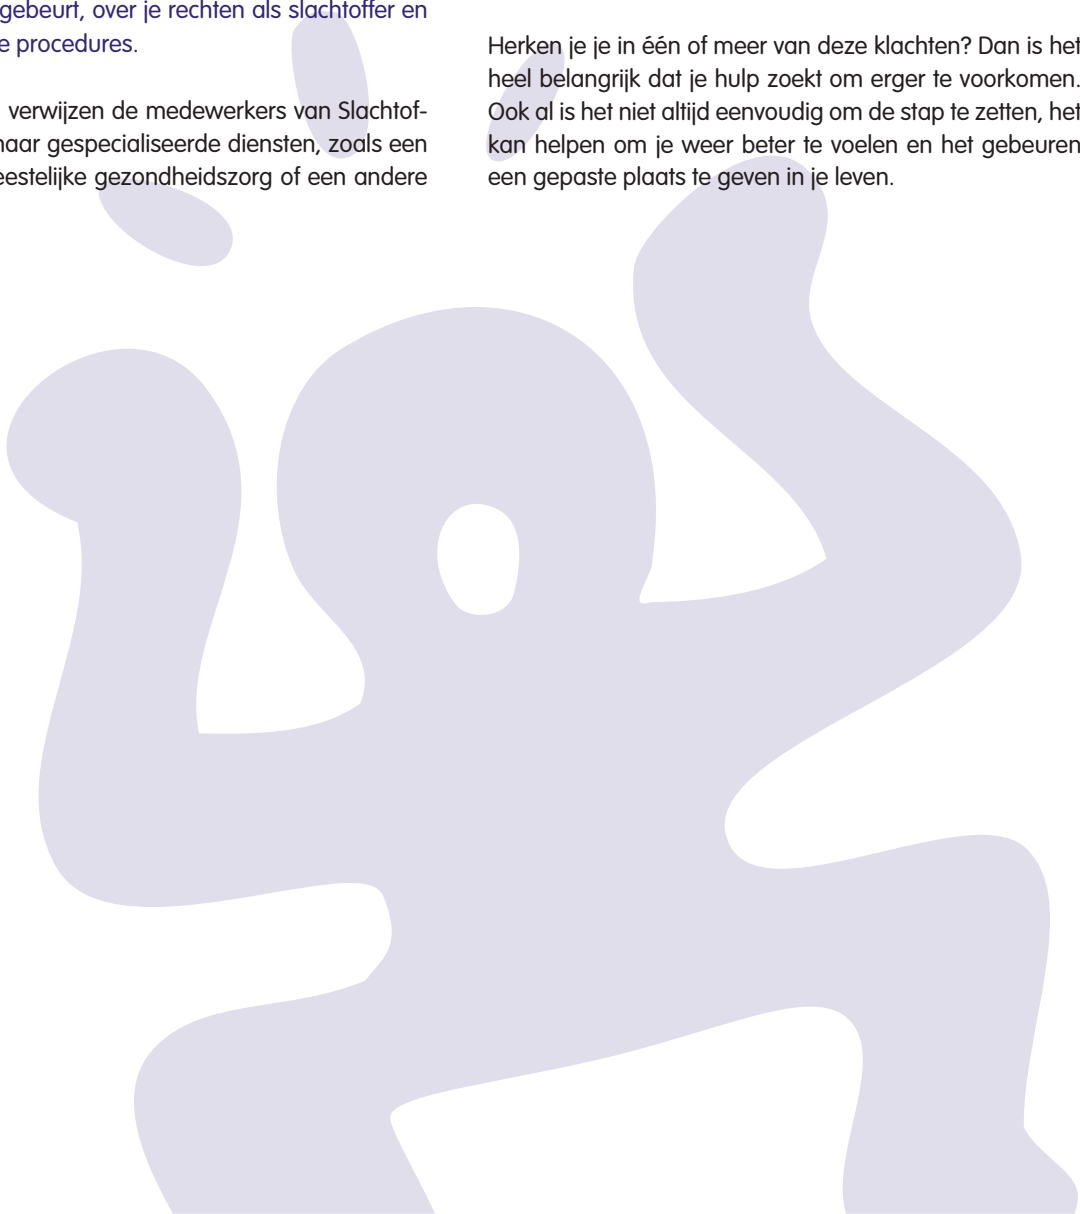 gebeurt, over je rechten als slachtoffer en
e procedures.
verwijzen de medewerkers van Slachtof-
naar gespecialiseerde diensten, zoals een
eestelijke gezondheidszorg of een andere
Herken je je in één of meer van deze klachten? Dan is het
heel belangrijk dat je hulp zoekt om erger te voorkomen.
Ook al is het niet altijd eenvoudig om de stap te zetten, het
kan helpen om je weer beter te voelen en het gebeuren
een gepaste plaats te geven in je leven.